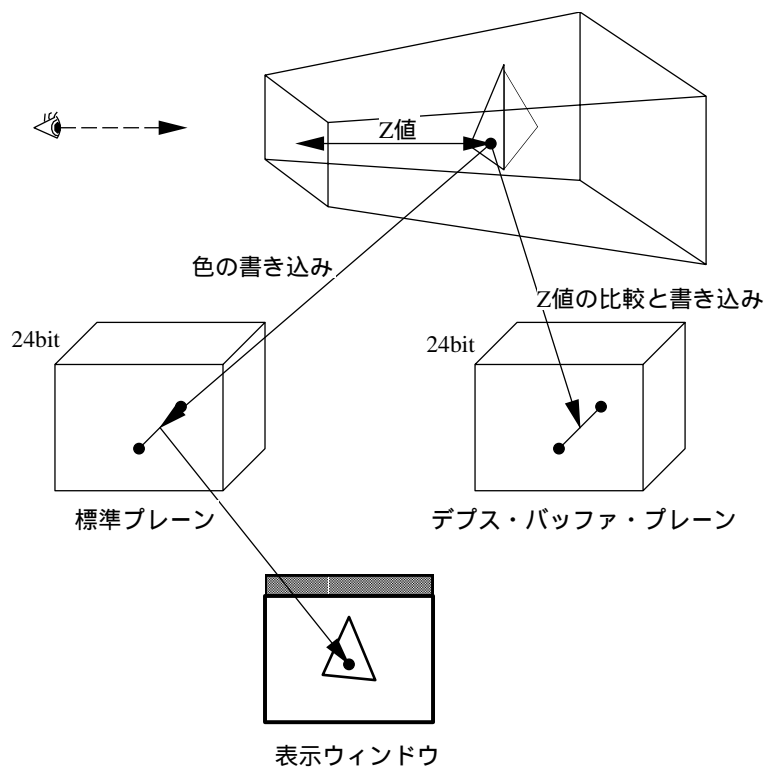 Z値
色の書き込み
Z値の比較と書き込み
24bit
24bit
標準プレーン
デプス・バッファ・プレーン
表示ウィンドウ